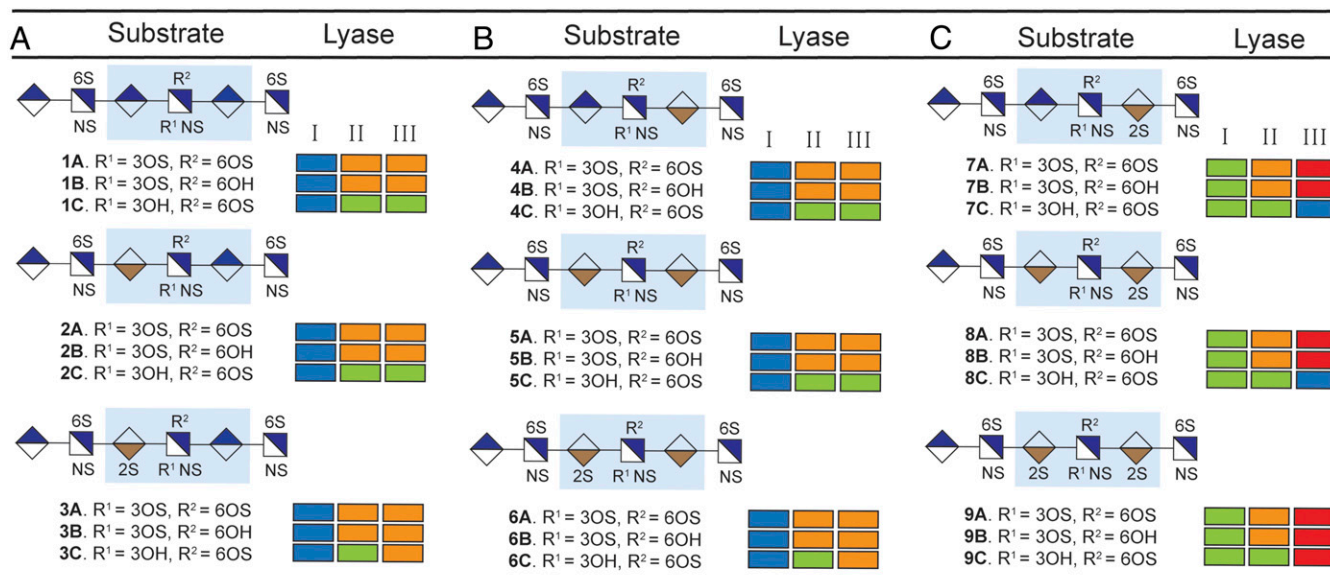 A Substrate Lyase
6S R² 6S
NS R¹ NS NS
I II III
1A. R¹ = 3OS, R² = 6OS
1B. R¹ = 3OS, R² = 6OH
1C. R¹ = 3OH, R² = 6OS
6S R² 6S
NS R¹ NS NS
2A. R¹ = 3OS, R² = 6OS
2B. R¹ = 3OS, R² = 6OH
2C. R¹ = 3OH, R² = 6OS
6S R² 6S
NS 2S R¹ NS NS
3A. R¹ = 3OS, R² = 6OS
3B. R¹ = 3OS, R² = 6OH
3C. R¹ = 3OH, R² = 6OS
B Substrate Lyase
6S R² 6S
NS R¹ NS NS
I II III
4A. R¹ = 3OS, R² = 6OS
4B. R¹ = 3OS, R² = 6OH
4C. R¹ = 3OH, R² = 6OS
6S R² 6S
NS R¹ NS NS
5A. R¹ = 3OS, R² = 6OS
5B. R¹ = 3OS, R² = 6OH
5C. R¹ = 3OH, R² = 6OS
6S R² 6S
NS 2S R¹ NS NS
6A. R¹ = 3OS, R² = 6OS
6B. R¹ = 3OS, R² = 6OH
6C. R¹ = 3OH, R² = 6OS
C Substrate Lyase
6S R² 6S
NS R¹ NS 2S NS
I II III
7A. R¹ = 3OS, R² = 6OS
7B. R¹ = 3OS, R² = 6OH
7C. R¹ = 3OH, R² = 6OS
6S R² 6S
NS R¹ NS 2S NS
8A. R¹ = 3OS, R² = 6OS
8B. R¹ = 3OS, R² = 6OH
8C. R¹ = 3OH, R² = 6OS
6S R² 6S
NS 2S R¹ NS 2S NS
9A. R¹ = 3OS, R² = 6OS
9B. R¹ = 3OS, R² = 6OH
9C. R¹ = 3OH, R² = 6OS